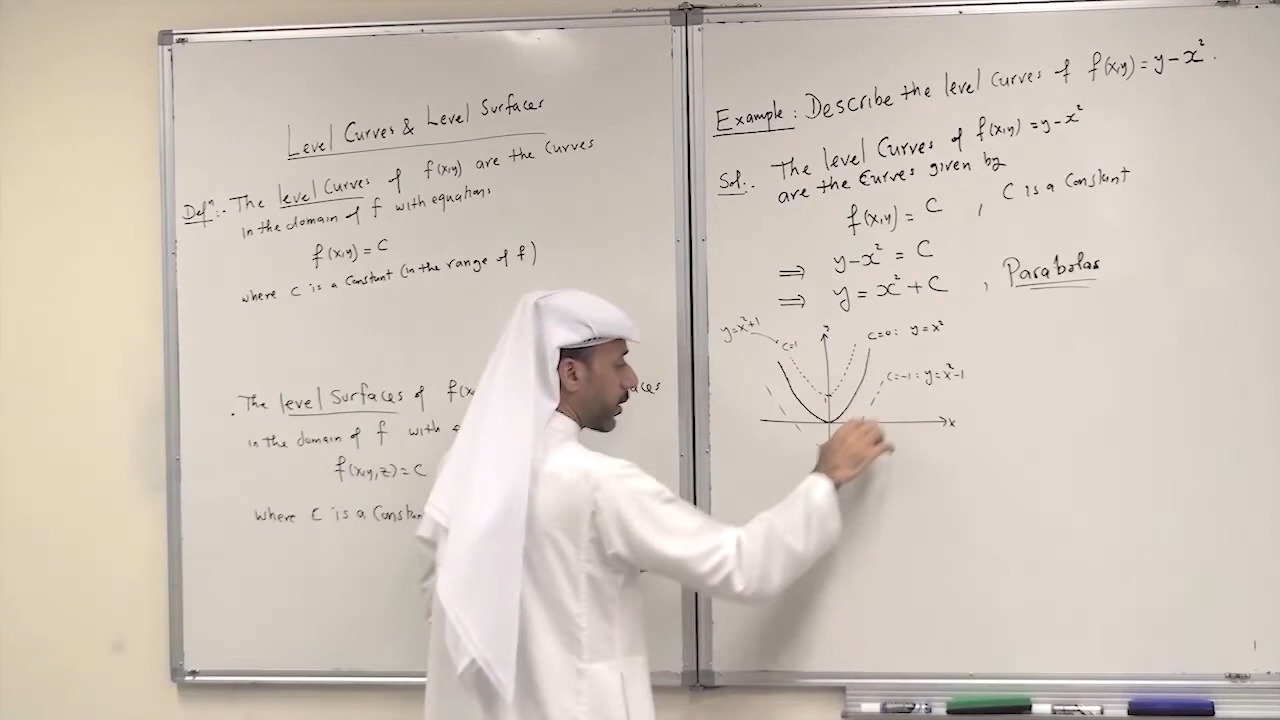 Level Curves & Level Surfaces
Defⁿ:. The level Curves of f(x,y) are the Curves
in the domain of f with equations
f(x,y) = C
where C is a Constant (in the range of f)
. The level Surfaces of
in the domain of f with
f(x,y,z) = C
where C is a
Example: Describe the level Curves of f(x,y) = y - x².
Sol:. The level Curves of f(x,y) = y - x²
are the Curves given by
f(x,y) = C , C is a Constant
⇒ y - x² = C
⇒ y = x² + C , Parabolas
y = x²+1
C=1
y
C=0: y = x²
C=-1: y = x²-1
x